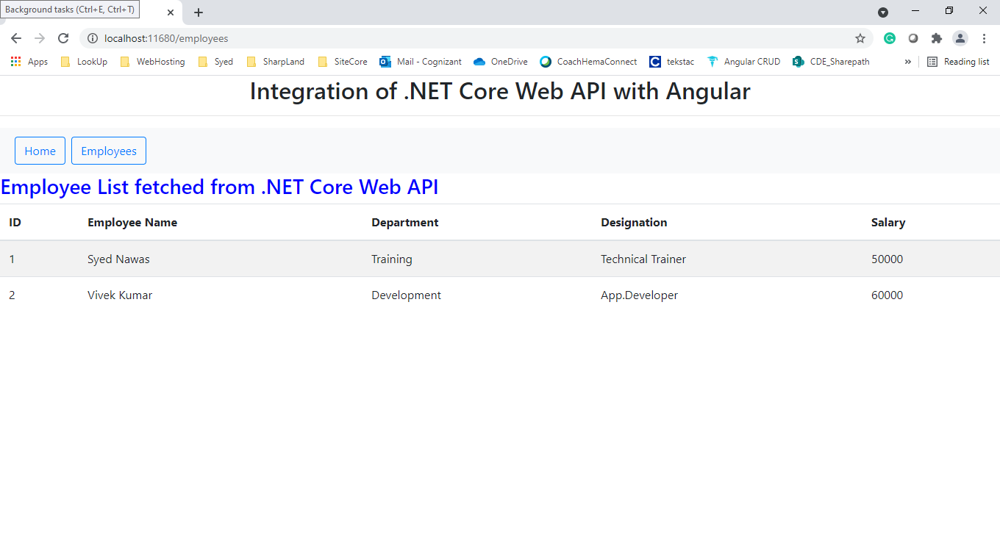 Background tasks (Ctrl+E, Ctrl+T)
localhost:11680/employees
Apps LookUp WebHosting Syed SharpLand SiteCore Mail - Cognizant OneDrive CoachHemaConnect tekstac Angular CRUD CDE_Sharepath » Reading list
Integration of .NET Core Web API with Angular
Home Employees
Employee List fetched from .NET Core Web API
ID Employee Name Department Designation Salary
1 Syed Nawas Training Technical Trainer 50000
2 Vivek Kumar Development App.Developer 60000